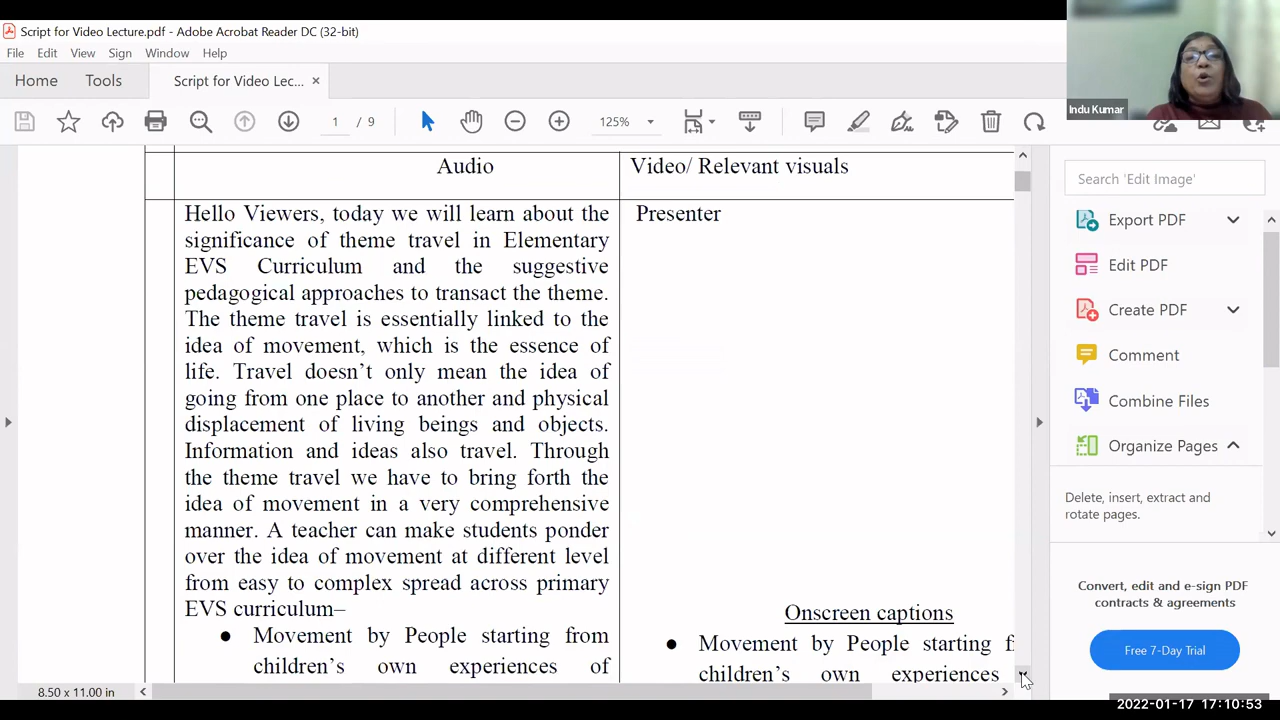 Script for Video Lecture.pdf - Adobe Acrobat Reader DC (32-bit)
File Edit View Sign Window Help
Home Tools Script for Video Lec... ×
1 / 9 125%
Indu Kumar
Audio
Video/ Relevant visuals
Hello Viewers, today we will learn about the
significance of theme travel in Elementary
EVS Curriculum and the suggestive
pedagogical approaches to transact the theme.
The theme travel is essentially linked to the
idea of movement, which is the essence of
life. Travel doesn’t only mean the idea of
going from one place to another and physical
displacement of living beings and objects.
Information and ideas also travel. Through
the theme travel we have to bring forth the
idea of movement in a very comprehensive
manner. A teacher can make students ponder
over the idea of movement at different level
from easy to complex spread across primary
EVS curriculum–
● Movement by People starting from
children’s own experiences of
Presenter
Onscreen captions
● Movement by People starting f
children’s own experiences
Search 'Edit Image'
Export PDF
Edit PDF
Create PDF
Comment
Combine Files
Organize Pages
Delete, insert, extract and
rotate pages.
Convert, edit and e-sign PDF
contracts & agreements
Free 7-Day Trial
8.50 x 11.00 in
2022-01-17 17:10:53